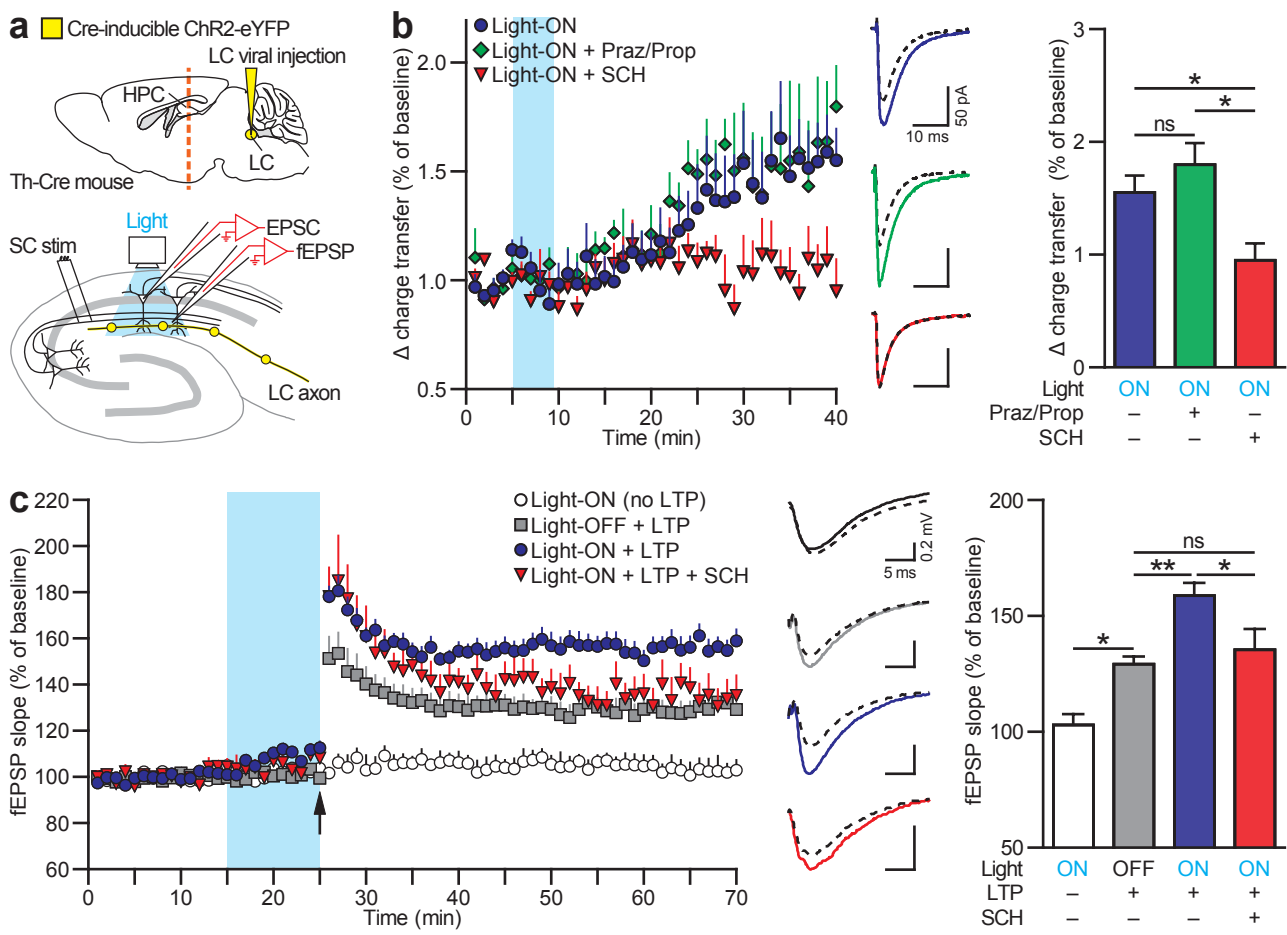 a
Cre-inducible ChR2-eYFP
LC viral injection
HPC
LC
Th-Cre mouse
Light
EPSC
fEPSP
SC stim
LC axon
b
Light-ON
Light-ON + Praz/Prop
Light-ON + SCH
Δ charge transfer (% of baseline)
2.0
1.5
1.0
0.5
0 10 20 30 40
Time (min)
50 pA
10 ms
Δ charge transfer (% of baseline)
3
2
1
0
*
*
ns
Light ON ON ON
Praz/Prop – + –
SCH – – +
c
Light-ON (no LTP)
Light-OFF + LTP
Light-ON + LTP
Light-ON + LTP + SCH
fEPSP slope (% of baseline)
220
200
180
160
140
120
100
80
60
0 10 20 30 40 50 60 70
Time (min)
0.2 mV
5 ms
fEPSP slope (% of baseline)
200
150
100
50
ns
** *
*
Light ON OFF ON ON
LTP – + + +
SCH – – – +